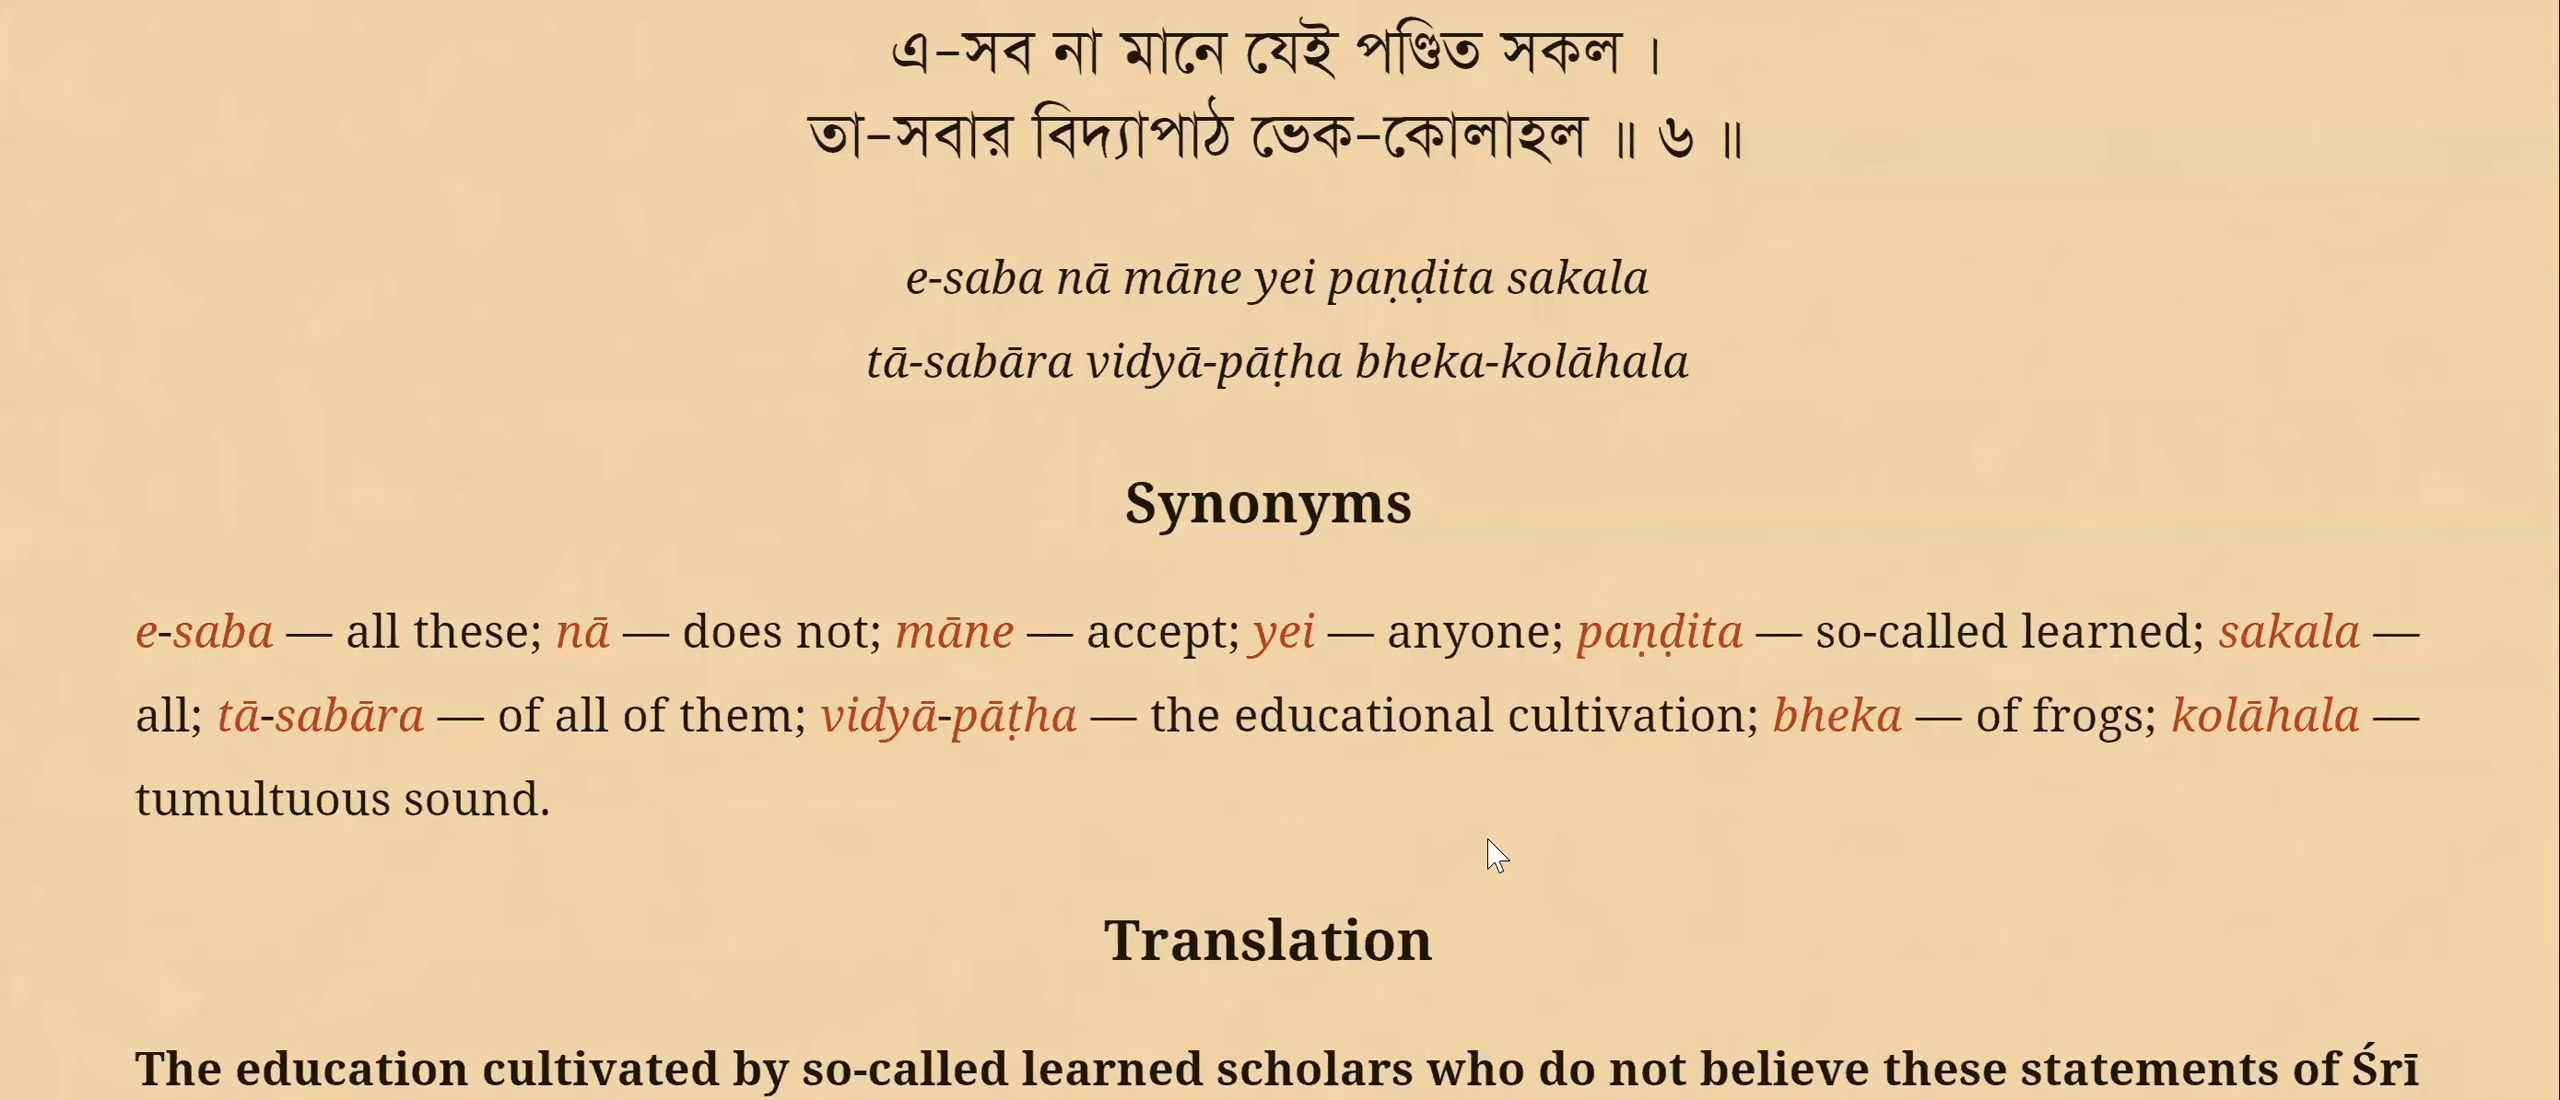 এ–সব না মানে যেই পণ্ডিত সকল ।
তা–সবার বিদ্যাপাঠ ভেক–কোলাহল ॥ ৬ ॥
e-saba nā māne yei paṇḍita sakala
tā-sabāra vidyā-pāṭha bheka-kolāhala
Synonyms
e-saba — all these; nā — does not; māne — accept; yei — anyone; paṇḍita — so-called learned; sakala —
all; tā-sabāra — of all of them; vidyā-pāṭha — the educational cultivation; bheka — of frogs; kolāhala —
tumultuous sound.
Translation
The education cultivated by so-called learned scholars who do not believe these statements of Śrī